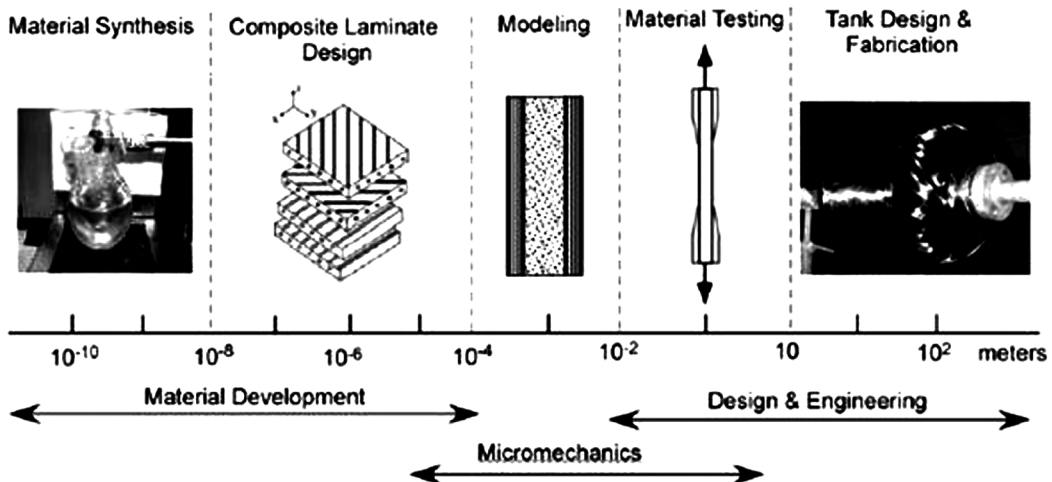 Material Synthesis
Composite Laminate
Design
Modeling
Material Testing
Tank Design &
Fabrication
10-10
10-8
10-6
10-4
10-2
10
10²
meters
Material Development
Design & Engineering
Micromechanics